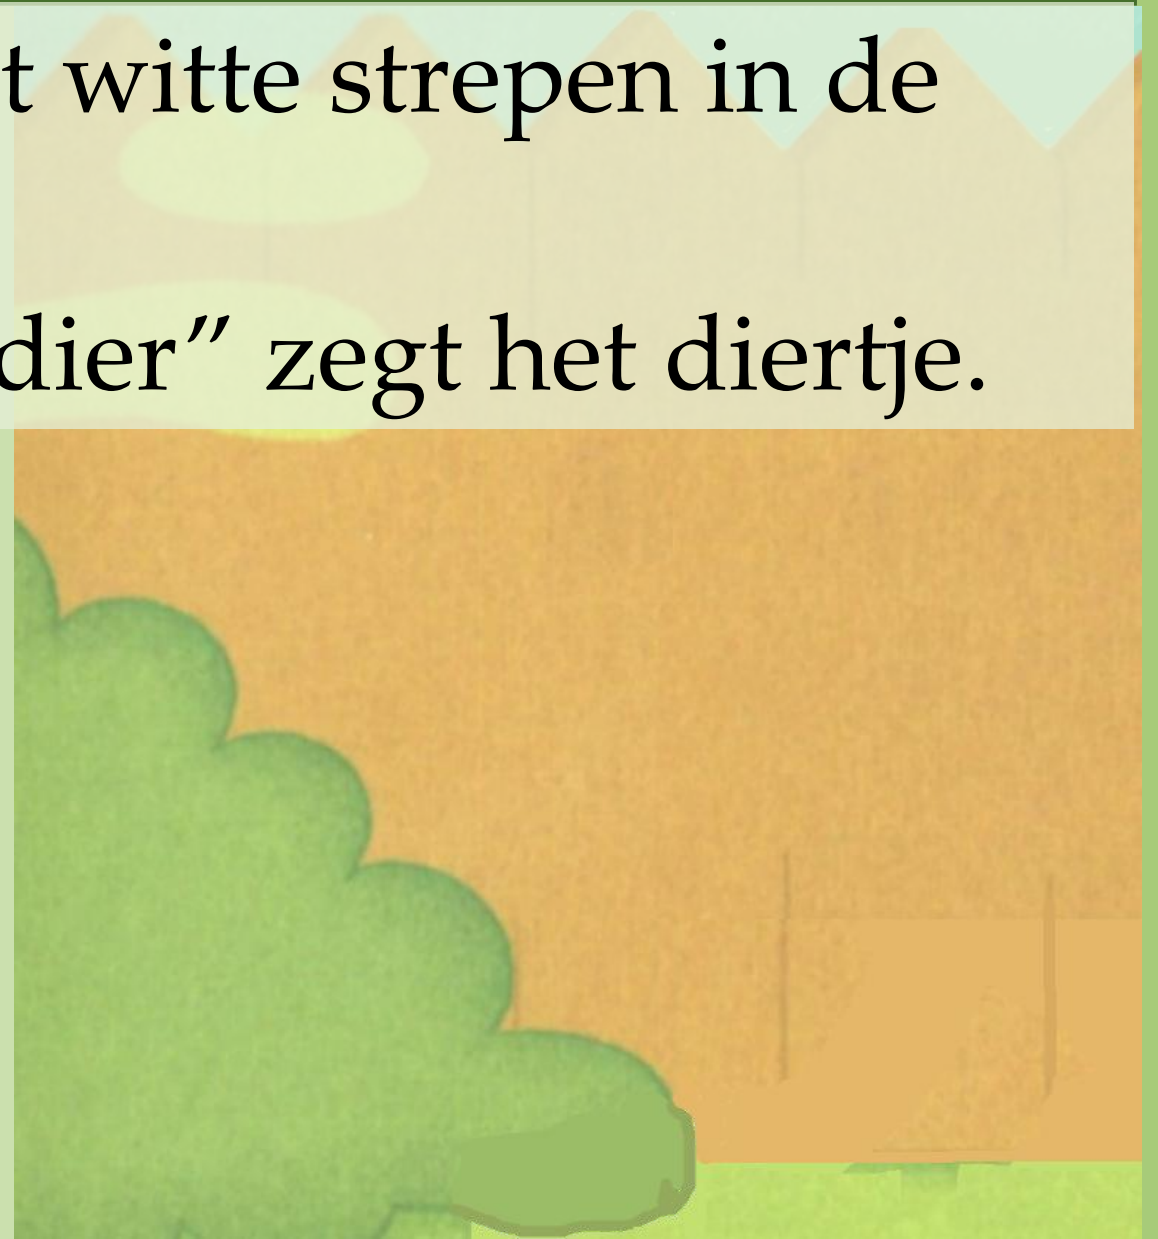 t witte strepen in de
dier” zegt het diertje.